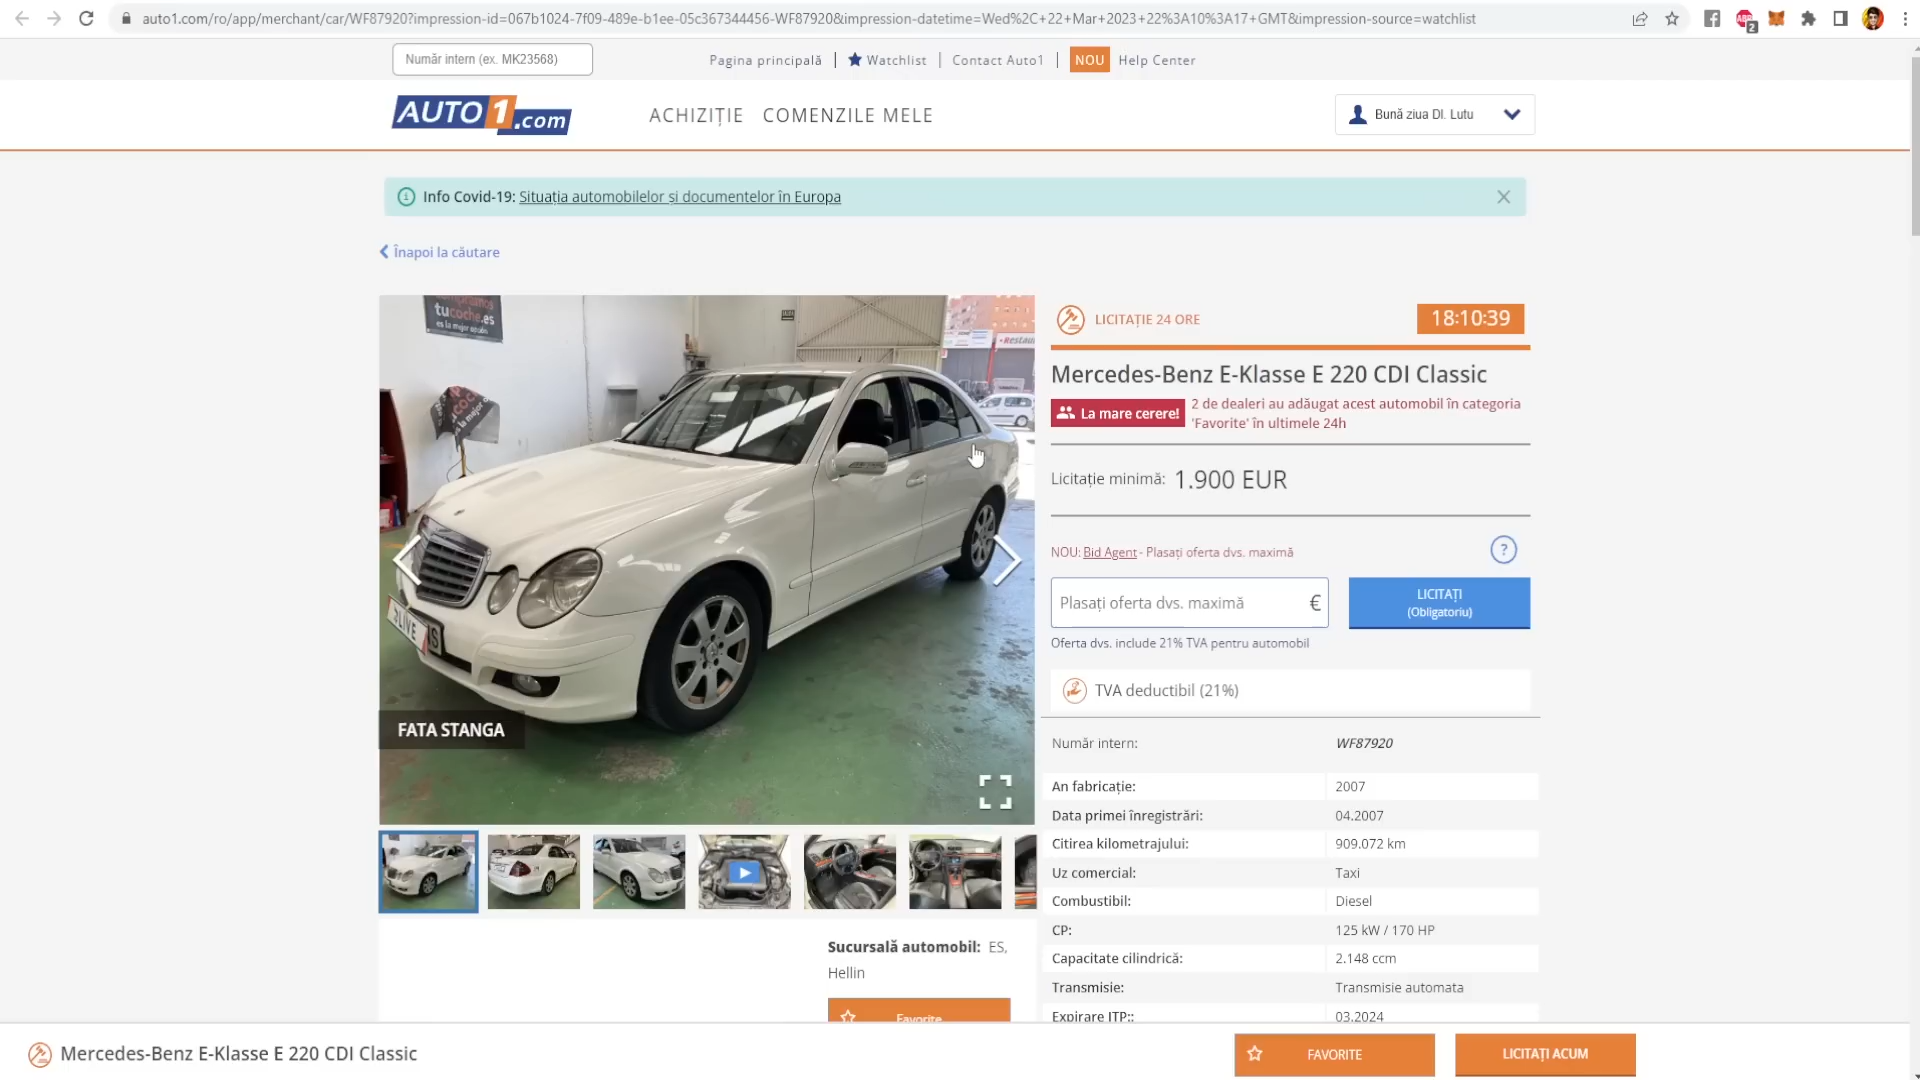 auto1.com/ro/app/merchant/car/WF87920?impression-id=067b1024-7f09-489e-b1ee-05c367344456-WF87920&impression-datetime=Wed%2C+22+Mar+2023+22%3A10%3A17+GMT&impression-source=watchlist
2
Număr intern (ex. MK23568)
Pagina principală
Watchlist
Contact Auto1
NOU
Help Center
AUTO1.com
ACHIZIȚIE
COMENZILE MELE
Bună ziua Dl. Lutu
Info Covid-19: Situația automobilelor și documentelor în Europa
Înapoi la căutare
tucoche.es
es la mejor opción
LICITAȚIE 24 ORE
18:10:39
Mercedes-Benz E-Klasse E 220 CDI Classic
La mare cerere!
2 de dealeri au adăugat acest automobil în categoria
'Favorite' în ultimele 24h
Licitație minimă: 1.900 EUR
NOU: Bid Agent - Plasați oferta dvs. maximă
?
Plasați oferta dvs. maximă €
LICITAȚI
(Obligatoriu)
Oferta dvs. include 21% TVA pentru automobil
TVA deductibil (21%)
FATA STANGA
Număr intern: WF87920
An fabricație: 2007
Data primei înregistrări: 04.2007
Citirea kilometrajului: 909.072 km
Uz comercial: Taxi
Combustibil: Diesel
CP: 125 kW / 170 HP
Capacitate cilindrică: 2.148 ccm
Transmisie: Transmisie automata
Expirare ITP:: 03.2024
Sucursală automobil: ES,
Hellin
Favorite
Mercedes-Benz E-Klasse E 220 CDI Classic
FAVORITE
LICITAȚI ACUM